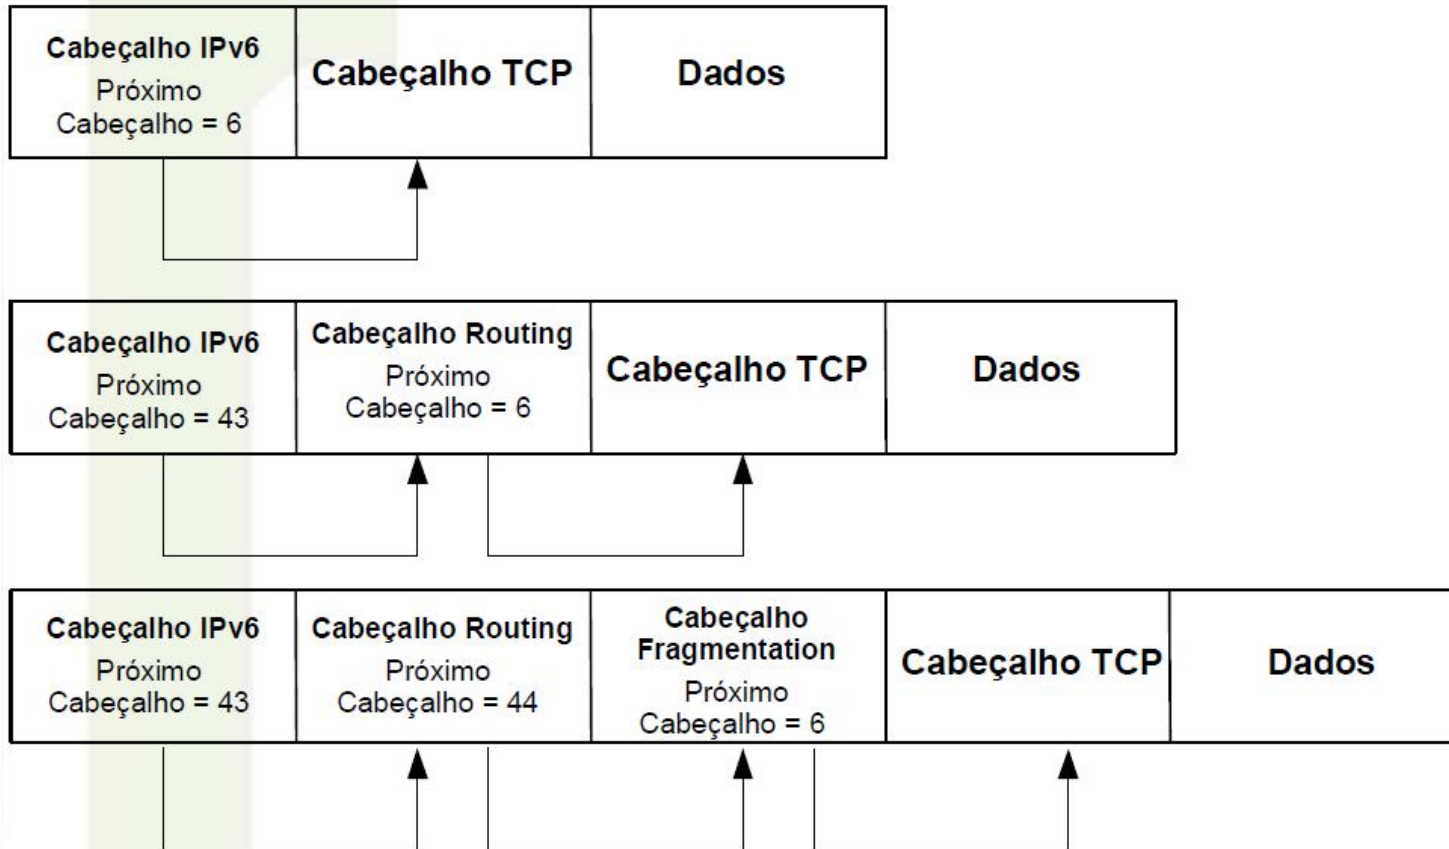 Cabeçalho IPv6
Próximo
Cabeçalho = 6
Cabeçalho TCP
Dados
Cabeçalho IPv6
Próximo
Cabeçalho = 43
Cabeçalho Routing
Próximo
Cabeçalho = 6
Cabeçalho TCP
Dados
Cabeçalho IPv6
Próximo
Cabeçalho = 43
Cabeçalho Routing
Próximo
Cabeçalho = 44
Cabeçalho
Fragmentation
Próximo
Cabeçalho = 6
Cabeçalho TCP
Dados